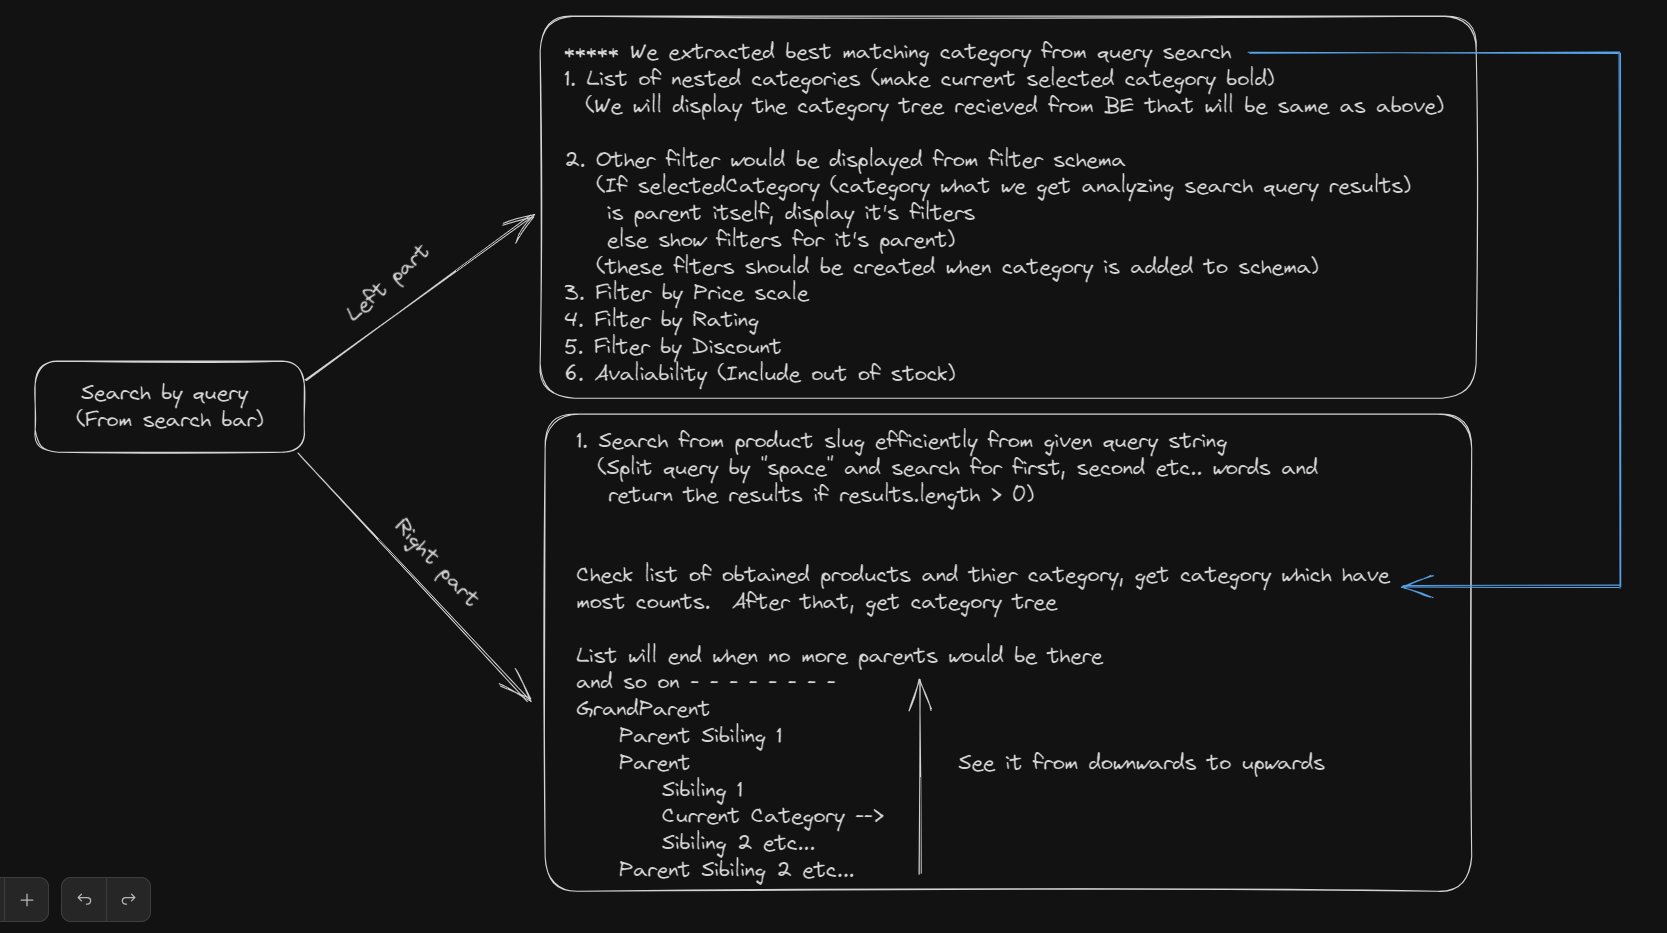 Search by query
(From search bar)
Left part
Right part
***** We extracted best matching category from query search
1. List of nested categories (make current selected category bold)
(We will display the category tree recieved from BE that will be same as above)
2. Other filter would be displayed from filter schema
(If selectedCategory (category what we get analyzing search query results)
is parent itself, display it's filters
else show filters for it's parent)
(these flters should be created when category is added to schema)
3. Filter by Price scale
4. Filter by Rating
5. Filter by Discount
6. Avaliability (Include out of stock)
1. Search from product slug efficiently from given query string
(Split query by "space" and search for first, second etc.. words and
return the results if results.length > 0)
Check list of obtained products and thier category, get category which have
most counts. After that, get category tree
List will end when no more parents would be there
and so on - - - - - - - -
GrandParent
Parent Sibiling 1
Parent
Sibiling 1
Current Category -->
Sibiling 2 etc...
Parent Sibiling 2 etc...
See it from downwards to upwards